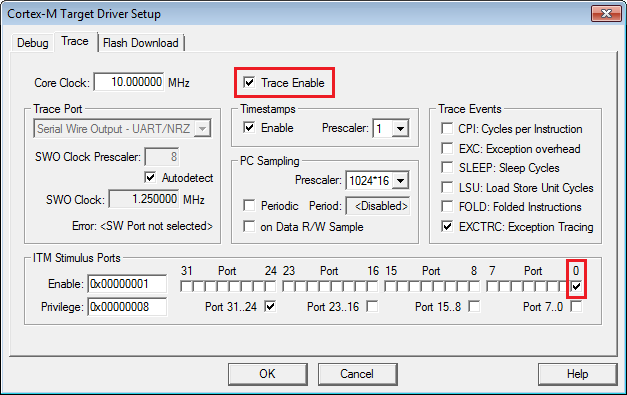 Cortex-M Target Driver Setup
Debug Trace Flash Download
Core Clock: 10.000000 MHz
Trace Enable
Trace Port
Serial Wire Output - UART/NRZ
SWO Clock Prescaler: 8
Autodetect
SWO Clock: 1.250000 MHz
Error: <SW Port not selected>
Timestamps
Enable Prescaler: 1
PC Sampling
Prescaler: 1024*16
Periodic Period: <Disabled>
on Data R/W Sample
Trace Events
CPI: Cycles per Instruction
EXC: Exception overhead
SLEEP: Sleep Cycles
LSU: Load Store Unit Cycles
FOLD: Folded Instructions
EXCTRC: Exception Tracing
ITM Stimulus Ports
31 Port 24 23 Port 16 15 Port 8 7 Port 0
Enable: 0x00000001
Privilege: 0x00000008 Port 31..24 Port 23..16 Port 15..8 Port 7..0
OK Cancel Help